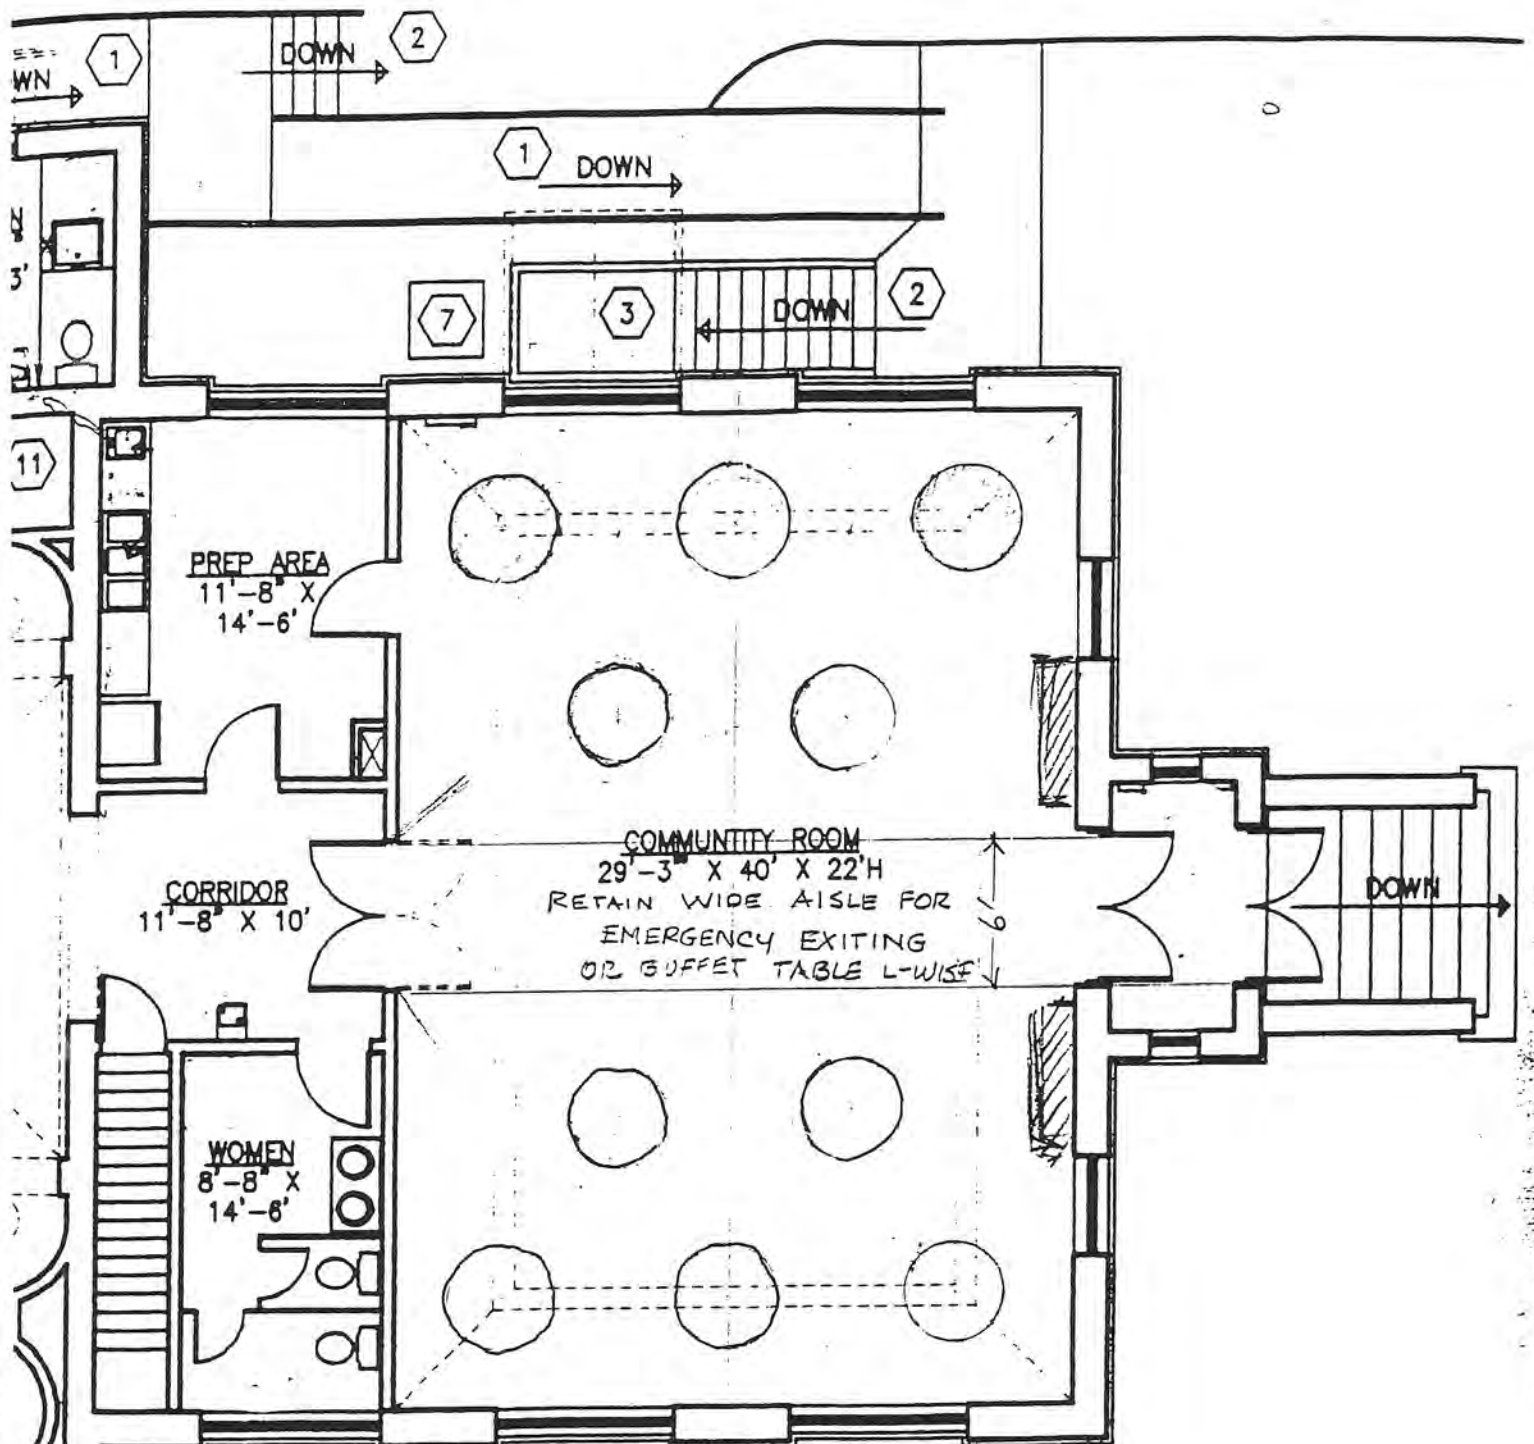 1
DOWN
2
WN
1
DOWN
3'
7
3
DOWN
2
11
PREP AREA
11'-8" X
14'-6'
COMMUNTITY ROOM
29'-3" X 40' X 22'H
RETAIN WIDE AISLE FOR
EMERGENCY EXITING
OR BUFFET TABLE L-WISE
6'
CORRIDOR
11'-8" X 10'
DOWN
WOMEN
8'-8" X
14'-6'